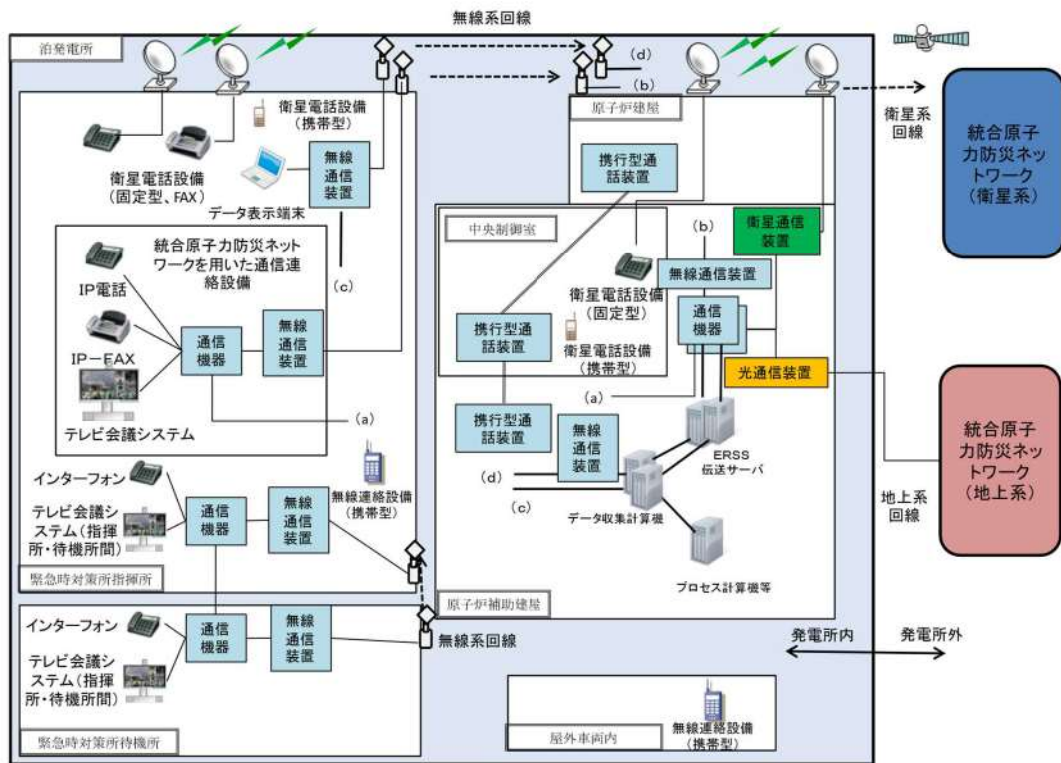 無線系回線
泊発電所
(d)
(b)
衛星電話設備
(携帯型)
無線
通信
装置
原子炉建屋
衛星系
回線
統合原子
力防災ネッ
トワーク
(衛星系)
衛星電話設備
(固定型、FAX)
データ表示端末
携行型通
話装置
中央制御室
(b)
衛星通信
装置
統合原子力防災ネット
ワークを用いた通信連
絡設備
(c)
IP電話
無線通信装置
衛星電話設備
(固定型)
通信
機器
IP-FAX
通信
機器
無線
通信
装置
携行型通
話装置
衛星電話設備
(携帯型)
光通信装置
(a)
テレビ会議システム
(a)
携行型通
話装置
無線
通信
装置
ERSS
伝送サーバ
統合原子
力防災ネッ
トワーク
(地上系)
インターフォン
無線連絡設備
(携帯型)
(d)
(c)
データ収集計算機
地上系
回線
テレビ会議シ
ステム(指揮
所・待機所間)
通信
機器
無線
通信
装置
緊急時対策所指揮所
プロセス計算機等
原子炉補助建屋
インターフォン
通信
機器
無線
通信
装置
無線系回線
発電所内
発電所外
テレビ会議シ
ステム(指揮
所・待機所間)
緊急時対策所待機所
屋外車両内
無線連絡設備
(携帯型)